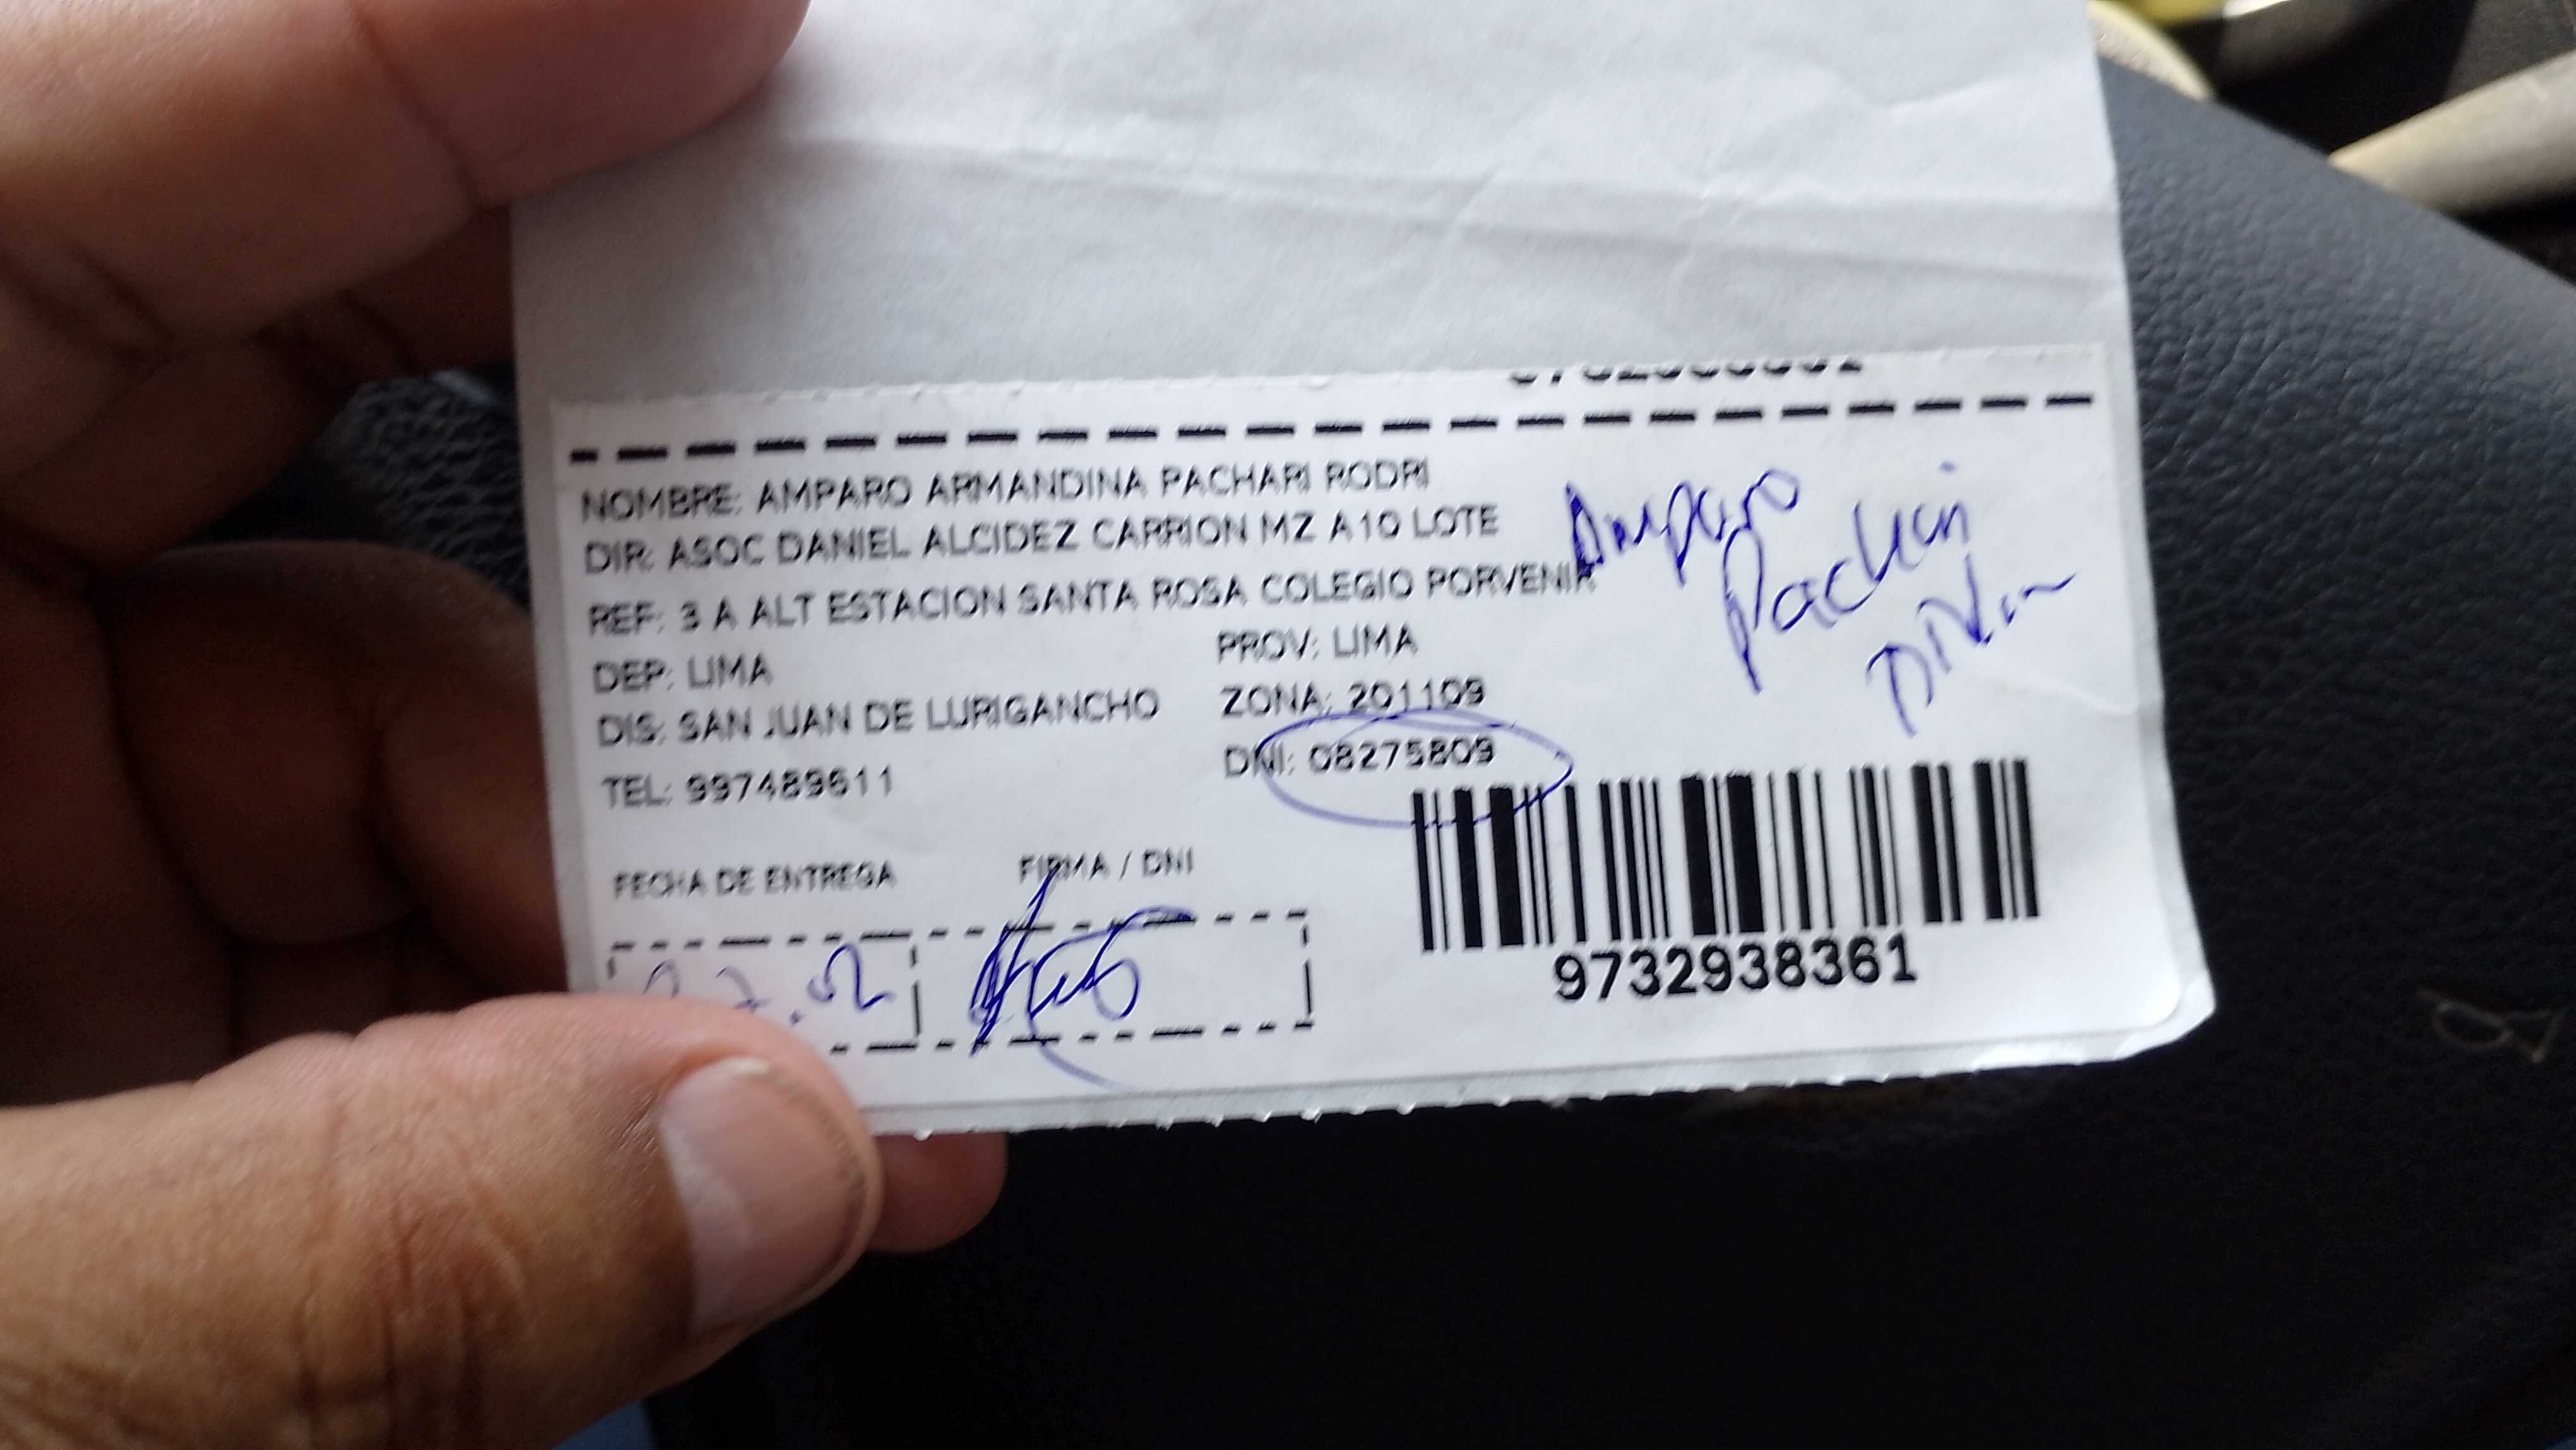 NOMBRE: AMPARO ARMANDINA PACHARI RODRI
DIR: ASOC DANIEL ALCIDEZ CARRION MZ A10 LOTE
REF: 3 A ALT ESTACION SANTA ROSA COLEGIO PORVENIR
DEP: LIMA PROV: LIMA
DIS: SAN JUAN DE LURIGANCHO ZONA: 201109
TEL: 997489611 DNI: 08275809
Amparo
Pachari
FECHA DE ENTREGA FIRMA / DNI
9732938361